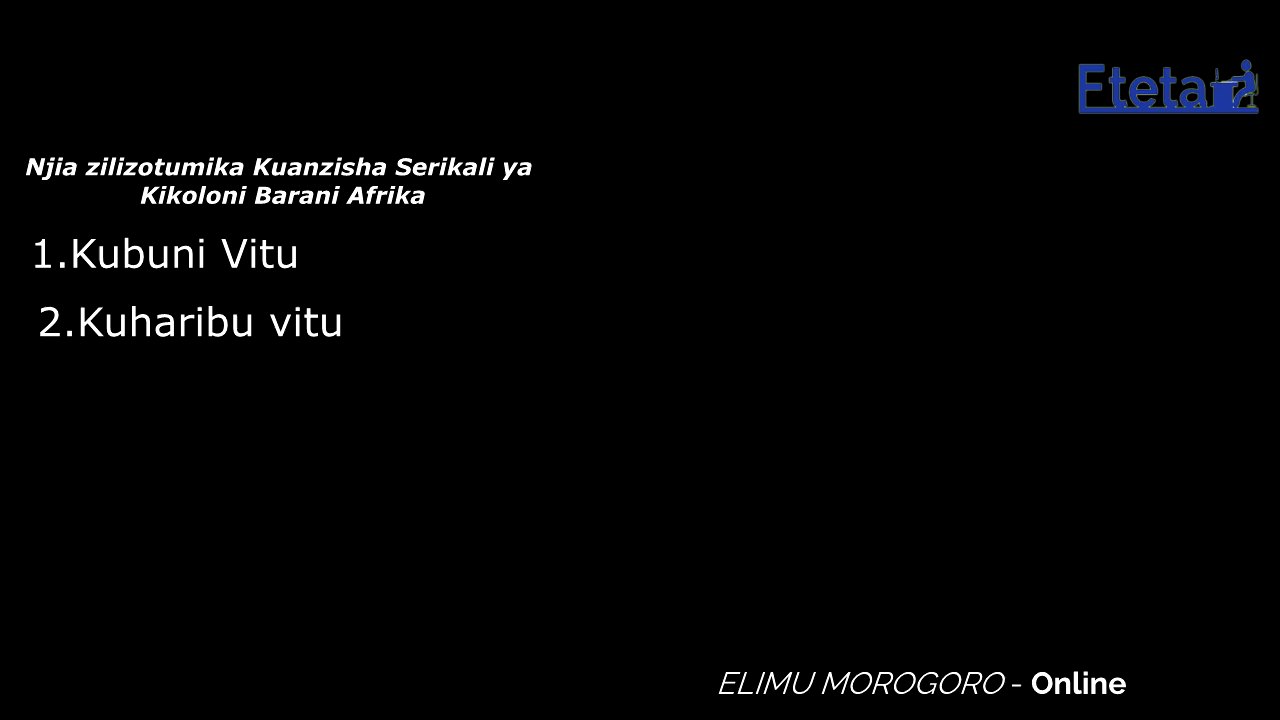 Eteta
Njia zilizotumika Kuanzisha Serikali ya
Kikoloni Barani Afrika
1.Kubuni Vitu
2.Kuharibu vitu
ELIMU MOROGORO - Online